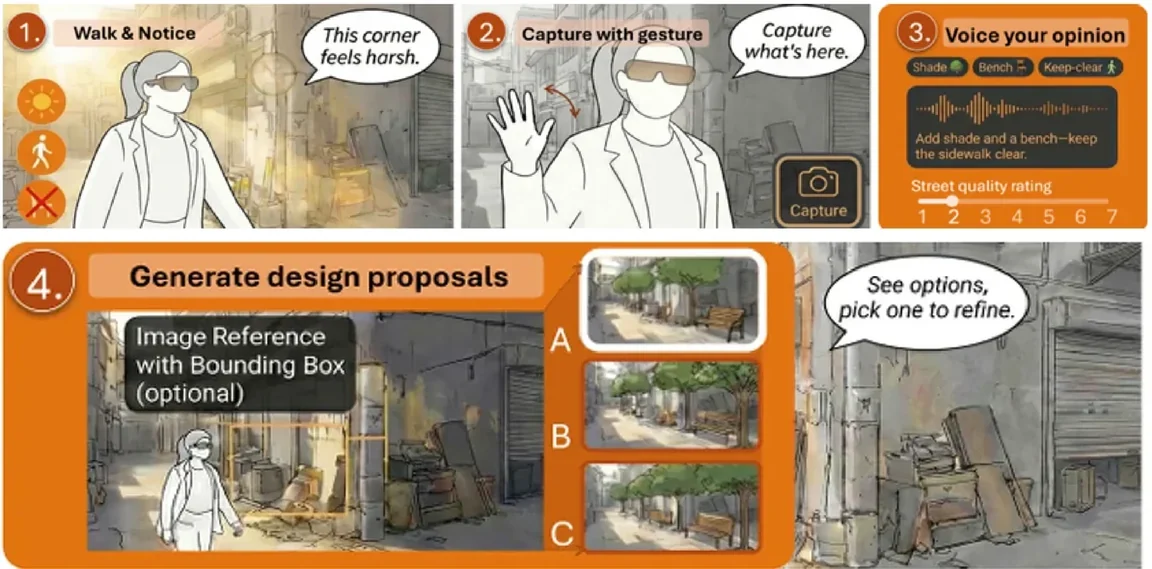 1.
Walk & Notice
This corner
feels harsh.
2.
Capture with gesture
Capture
what's here.
Capture
3.
Voice your opinion
Shade
Bench
Keep-clear
Add shade and a bench—keep
the sidewalk clear.
Street quality rating
1 2 3 4 5 6 7
4.
Generate design proposals
Image Reference
with Bounding Box
(optional)
A
B
C
See options,
pick one to refine.